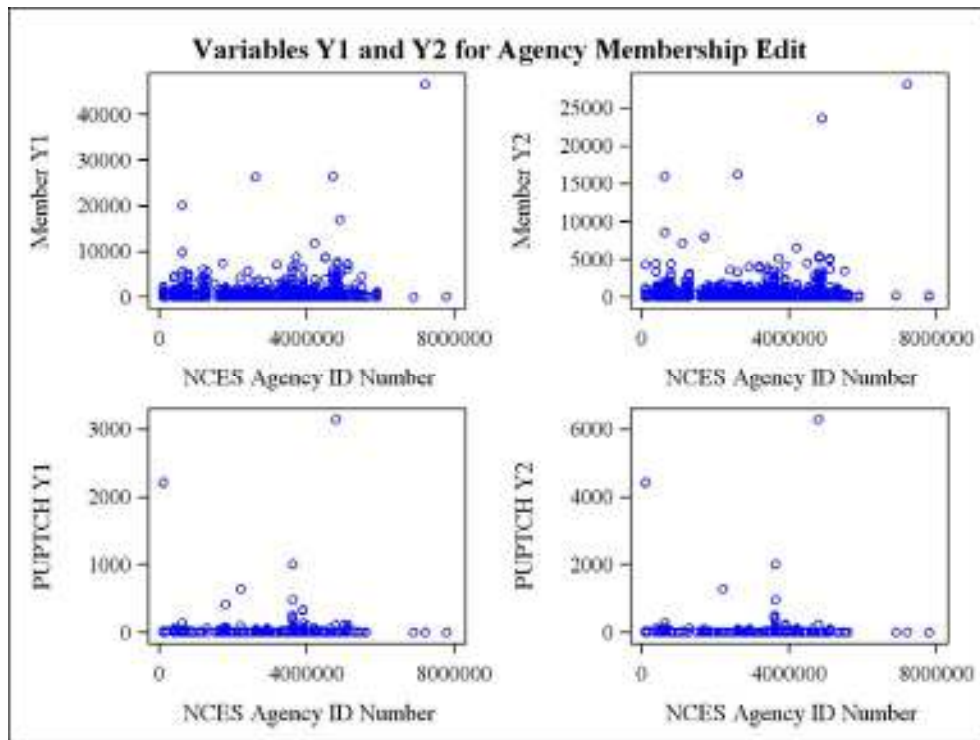 Variables Y1 and Y2 for Agency Membership Edit
Member Y1
40000
30000
20000
10000
0
0 4000000 8000000
NCES Agency ID Number
Member Y2
25000
20000
15000
10000
5000
0
0 4000000 8000000
NCES Agency ID Number
PUPTCH Y1
3000
2000
1000
0
0 4000000 8000000
NCES Agency ID Number
PUPTCH Y2
6000
4000
2000
0
0 4000000 8000000
NCES Agency ID Number